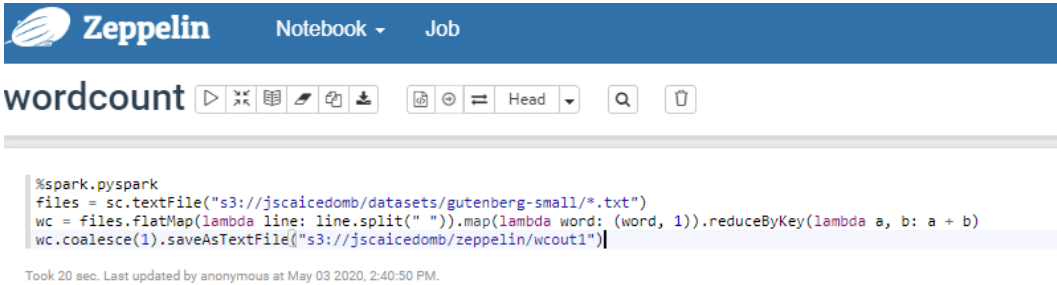 Zeppelin Notebook Job
wordcount Head
%spark.pyspark
files = sc.textFile("s3://jscaicedomb/datasets/gutenberg-small/*.txt")
wc = files.flatMap(lambda line: line.split(" ")).map(lambda word: (word, 1)).reduceByKey(lambda a, b: a + b)
wc.coalesce(1).saveAsTextFile("s3://jscaicedomb/zeppelin/wcout1")
Took 20 sec. Last updated by anonymous at May 03 2020, 2:40:50 PM.